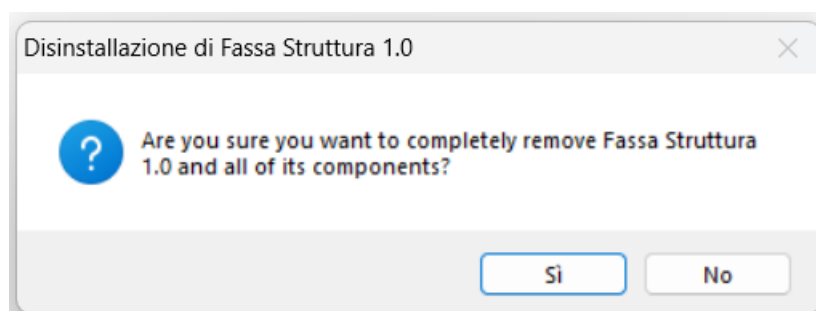 Disinstallazione di Fassa Struttura 1.0
Are you sure you want to completely remove Fassa Struttura
1.0 and all of its components?
Sì
No